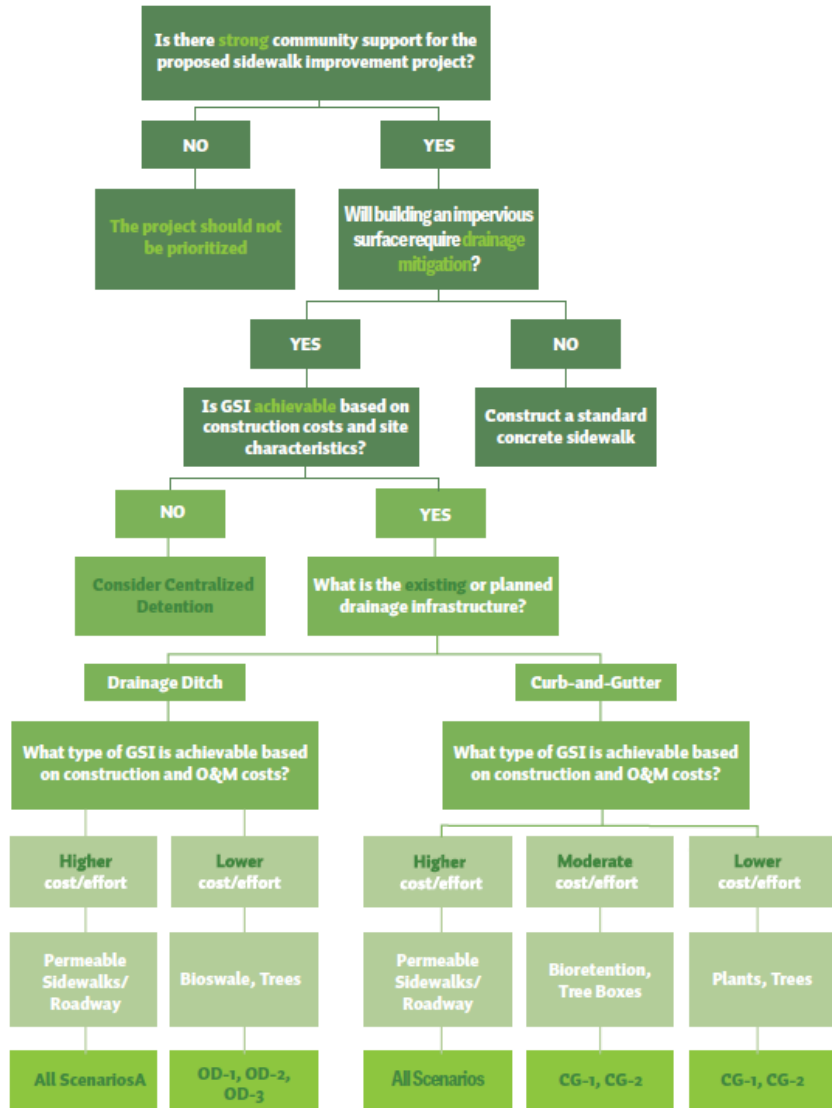 Is there strong community support for the
proposed sidewalk improvement project?
NO
YES
The project should not
be prioritized
Will building an impervious
surface require drainage
mitigation?
YES
NO
Is GSI achievable based on
construction costs and site
characteristics?
Construct a standard
concrete sidewalk
NO
YES
Consider Centralized
Detention
What is the existing or planned
drainage infrastructure?
Drainage Ditch
Curb-and-Gutter
What type of GSI is achievable based
on construction and O&M costs?
What type of GSI is achievable based
on construction and O&M costs?
Higher
cost/effort
Lower
cost/effort
Higher
cost/effort
Moderate
cost/effort
Lower
cost/effort
Permeable
Sidewalks/
Roadway
Bioswale, Trees
Permeable
Sidewalks/
Roadway
Bioretention,
Tree Boxes
Plants, Trees
All ScenariosA
OD-1, OD-2,
OD-3
All Scenarios
CG-1, CG-2
CG-1, CG-2